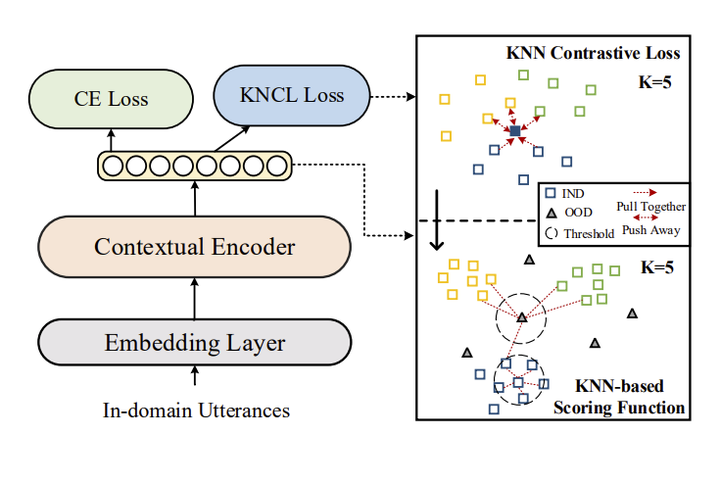 CE Loss
KNCL Loss
Contextual Encoder
Embedding Layer
In-domain Utterances
KNN Contrastive Loss
K=5
IND
OOD
Threshold
Pull Together
Push Away
K=5
KNN-based
Scoring Function